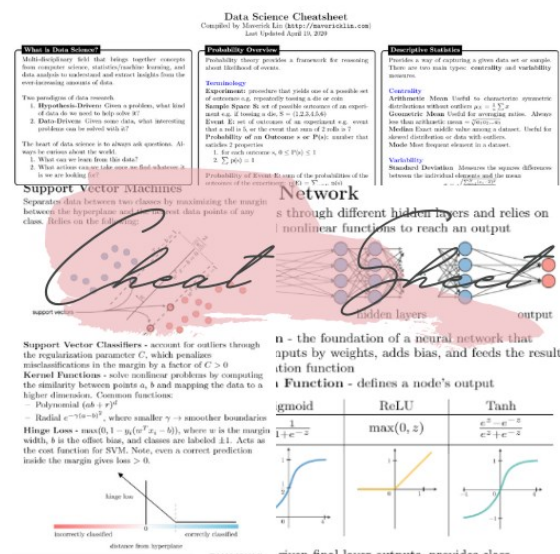 Data Science Cheatsheet
Compiled by Maverick Lin (http://mavericklin.com)
Last Updated April 19, 2020
What is Data Science?
Multi-disciplinary field that brings together concepts
from computer science, statistics/machine learning, and
data analysis to understand and extract insights from the
ever-increasing amounts of data.
Two paradigms of data research.
1. Hypothesis-Driven: Given a problem, what kind
of data do we need to help solve it?
2. Data-Driven: Given some data, what interesting
problems can be solved with it?
The heart of data science is to always ask questions. Al-
ways be curious about the world.
1. What can we learn from this data?
2. What actions can we take once we find whatever it
is we are looking for?
Probability Overview
Probability theory provides a framework for reasoning
about likelihood of events.
Terminology
Experiment: procedure that yields one of a possible set
of outcomes e.g. repeatedly tossing a die or coin
Sample Space S: set of possible outcomes of an experi-
ment e.g. if tossing a die, S = (1,2,3,4,5,6)
Event E: set of outcomes of an experiment e.g. event
that a roll is 5, or the event that sum of 2 rolls is 7
Probability of an Outcome s or P(s): number that
satisfies 2 properties
1. for each outcome s, 0 ≤ P(s) ≤ 1
2. ∑ p(s) = 1
Probability of Event E: sum of the probabilities of the
Descriptive Statistics
Provides a way of capturing a given data set or sample.
There are two main types: centrality and variability
measures.
Centrality
Arithmetic Mean Useful to characterize symmetric
distributions without outliers
Geometric Mean Useful for averaging ratios. Always
less than arithmetic mean
Median Exact middle value among a dataset. Useful for
skewed distribution or data with outliers.
Mode Most frequent element in a dataset.
Variability
Standard Deviation Measures the squares differences
between the individual elements and the mean
Support Vector Machines
Separates data between two classes by maximizing the margin
between the hyperplane and the nearest data points of any
class. Relies on the following:
support vectors
Cheat Sheet
Network
s through different hidden layers and relies on
nonlinear functions to reach an output
hidden layers
output
Support Vector Classifiers - account for outliers through
the regularization parameter C, which penalizes
misclassifications in the margin by a factor of C > 0
Kernel Functions - solve nonlinear problems by computing
the similarity between points a, b and mapping the data to a
higher dimension. Common functions:
– Polynomial (ab + r)^d
– Radial e^−γ(a−b)^2, where smaller γ → smoother boundaries
Hinge Loss - max(0, 1 − yᵢ(wᵀxᵢ − b)), where w is the margin
width, b is the offset bias, and classes are labeled ±1. Acts as
the cost function for SVM. Note, even a correct prediction
inside the margin gives loss > 0.
hinge loss
0
1
incorrectly classified
correctly classified
distance from hyperplane
n - the foundation of a neural network that
nputs by weights, adds bias, and feeds the result
tion function
Function - defines a node's output
gmoid
ReLU
Tanh
1
1+e^−z
max(0, z)
e^z − e^−z
e^z + e^−z
given final layer outputs, provides class